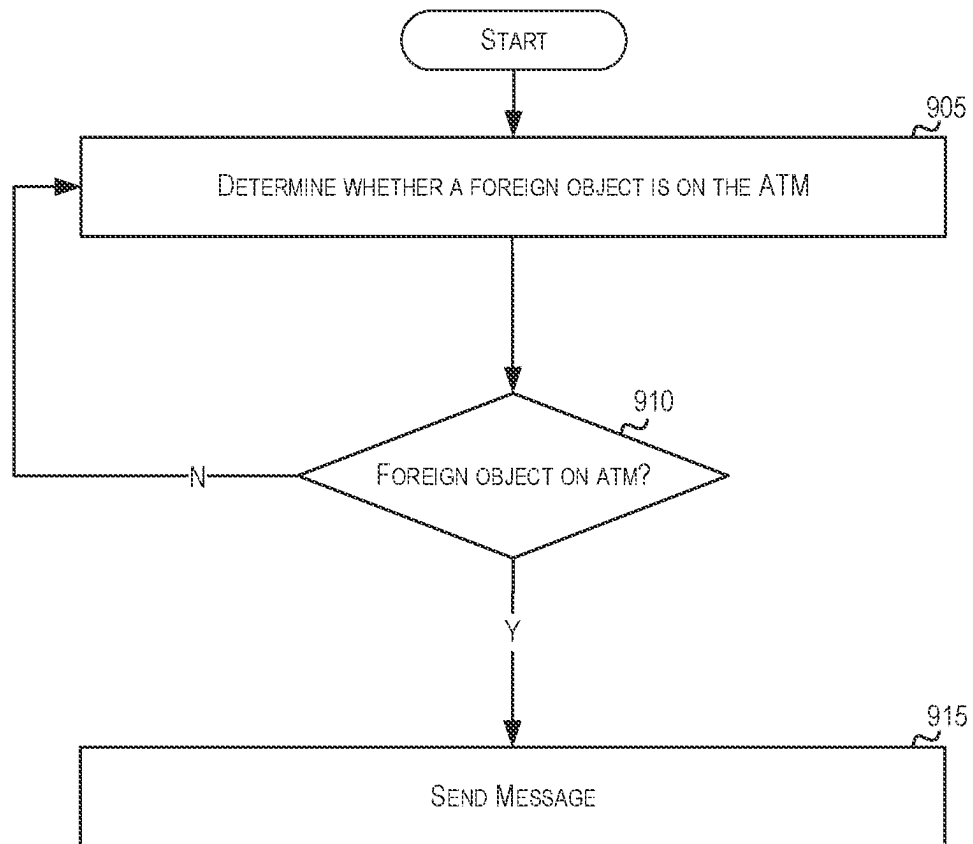 START
905
DETERMINE WHETHER A FOREIGN OBJECT IS ON THE ATM
910
FOREIGN OBJECT ON ATM?
N
Y
915
SEND MESSAGE